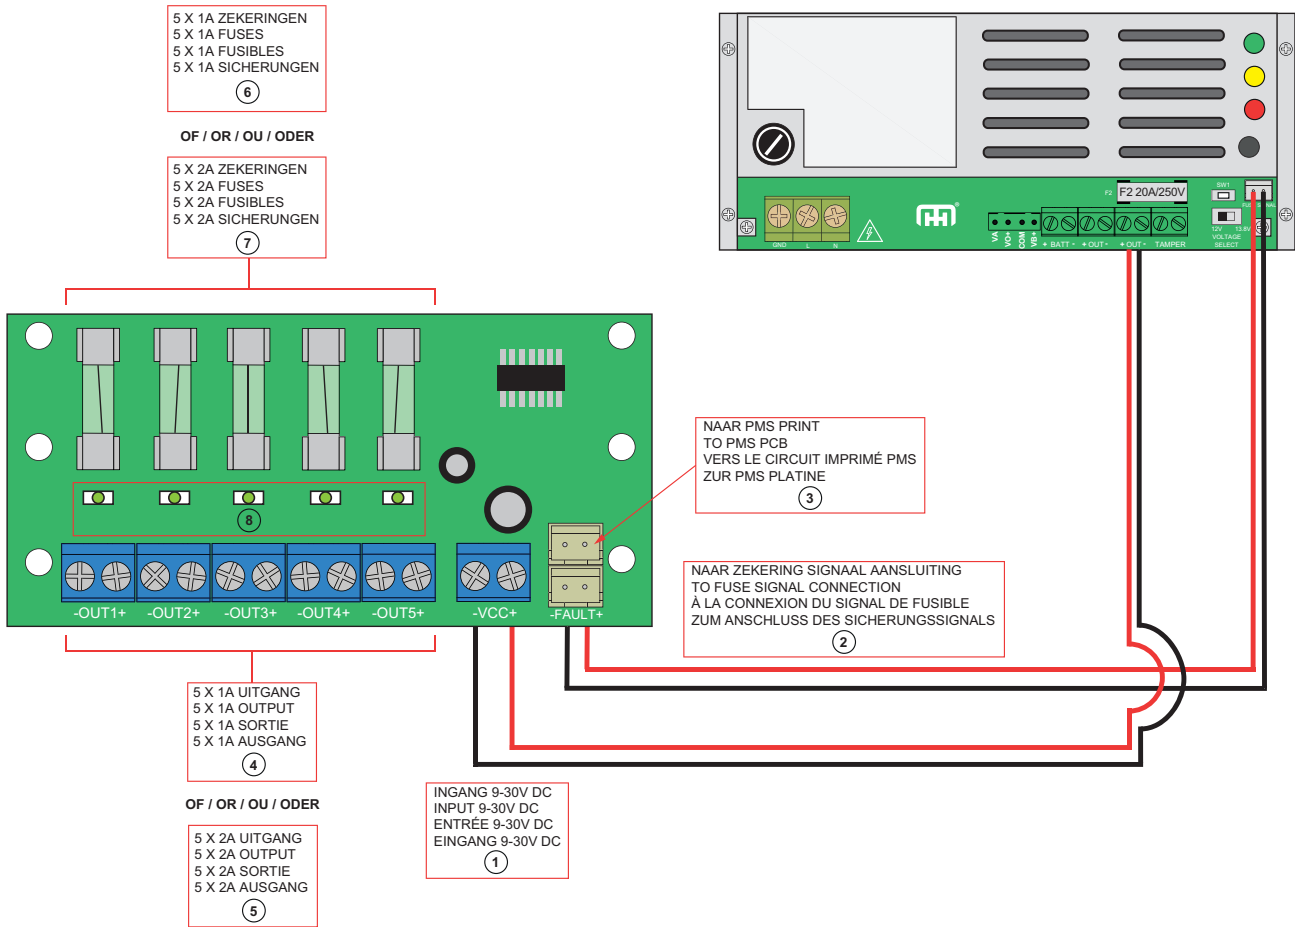 5 X 1A ZEKERINGEN
5 X 1A FUSES
5 X 1A FUSIBLES
5 X 1A SICHERUNGEN
6
OF / OR / OU / ODER
5 X 2A ZEKERINGEN
5 X 2A FUSES
5 X 2A FUSIBLES
5 X 2A SICHERUNGEN
7
F2
F2 20A/250V
SW1
FUSE SIGNAL
12V 13.8V
VOLTAGE
SELECT
GND L N
VA
VO+
COM
VB+
+ BATT - + OUT - + OUT - TAMPER
NAAR PMS PRINT
TO PMS PCB
VERS LE CIRCUIT IMPRIMÉ PMS
ZUR PMS PLATINE
3
8
-OUT1+ -OUT2+ -OUT3+ -OUT4+ -OUT5+ -VCC+ -FAULT+
NAAR ZEKERING SIGNAAL AANSLUITING
TO FUSE SIGNAL CONNECTION
À LA CONNEXION DU SIGNAL DE FUSIBLE
ZUM ANSCHLUSS DES SICHERUNGSSIGNALS
2
5 X 1A UITGANG
5 X 1A OUTPUT
5 X 1A SORTIE
5 X 1A AUSGANG
4
OF / OR / OU / ODER
5 X 2A UITGANG
5 X 2A OUTPUT
5 X 2A SORTIE
5 X 2A AUSGANG
5
INGANG 9-30V DC
INPUT 9-30V DC
ENTRÉE 9-30V DC
EINGANG 9-30V DC
1